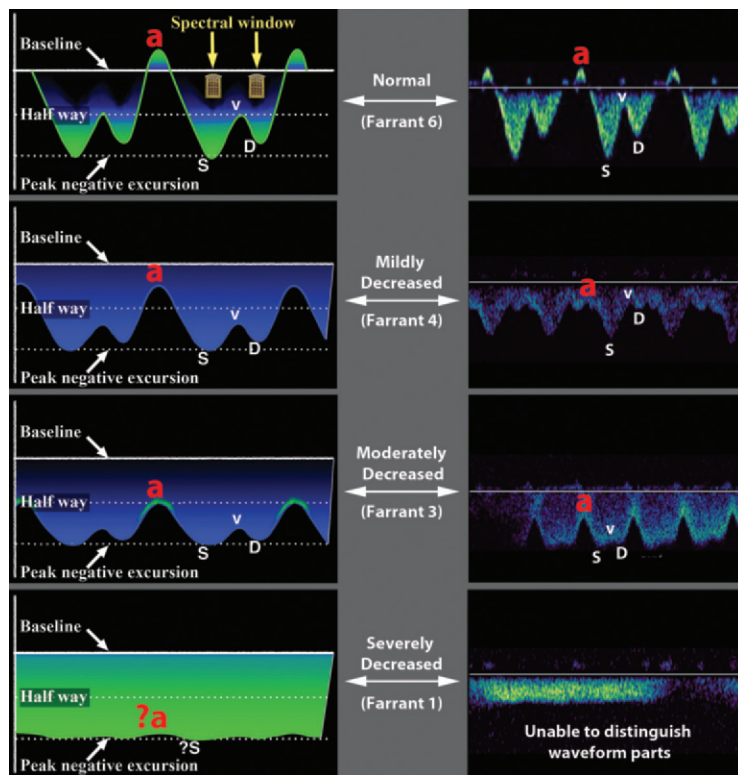 Spectral window
Baseline
a
v
Half way
S
D
Peak negative excursion
Normal
(Farrant 6)
a
v
D
S
Baseline
a
Half way
v
S
D
Peak negative excursion
Mildly
Decreased
(Farrant 4)
a
v
D
S
Baseline
a
Half way
v
S
D
Peak negative excursion
Moderately
Decreased
(Farrant 3)
a
v
S
D
Baseline
Half way
?a
?S
Peak negative excursion
Severely
Decreased
(Farrant 1)
Unable to distinguish
waveform parts